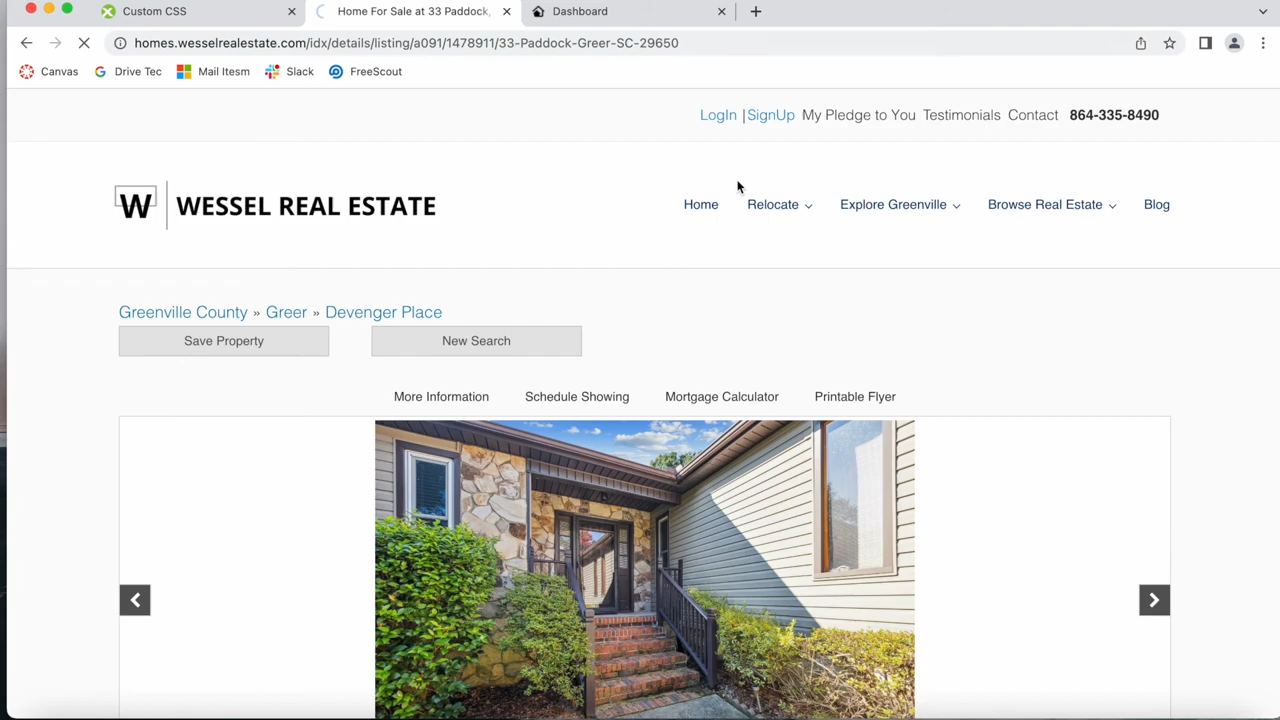 Custom CSS
Home For Sale at 33 Paddock,
Dashboard
homes.wesselrealestate.com/idx/details/listing/a091/1478911/33-Paddock-Greer-SC-29650
Canvas Drive Tec Mail Itesm Slack FreeScout
LogIn | SignUp My Pledge to You Testimonials Contact 864-335-8490
W WESSEL REAL ESTATE
Home Relocate Explore Greenville Browse Real Estate Blog
Greenville County » Greer » Devenger Place
Save Property New Search
More Information Schedule Showing Mortgage Calculator Printable Flyer